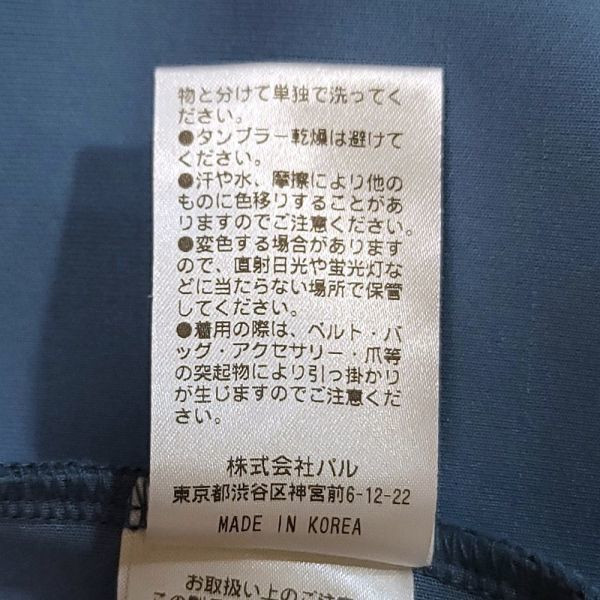 物と分けて単独で洗ってく
ださい。
●タンブラー乾燥は避けて
ください。
●汗や水、摩擦により他の
ものに色移りすることがあ
りますのでご注意ください。
●変色する場合があります
ので、直射日光や蛍光灯な
どに当たらない場所で保管
してください。
●着用の際は、ベルト・バ
ッグ・アクセサリー・爪等
の突起物により引っ掛かり
が生じますのでご注意くだ
さい。
株式会社パル
東京都渋谷区神宮前6-12-22
MADE IN KOREA
お取扱い上のご注意
この製